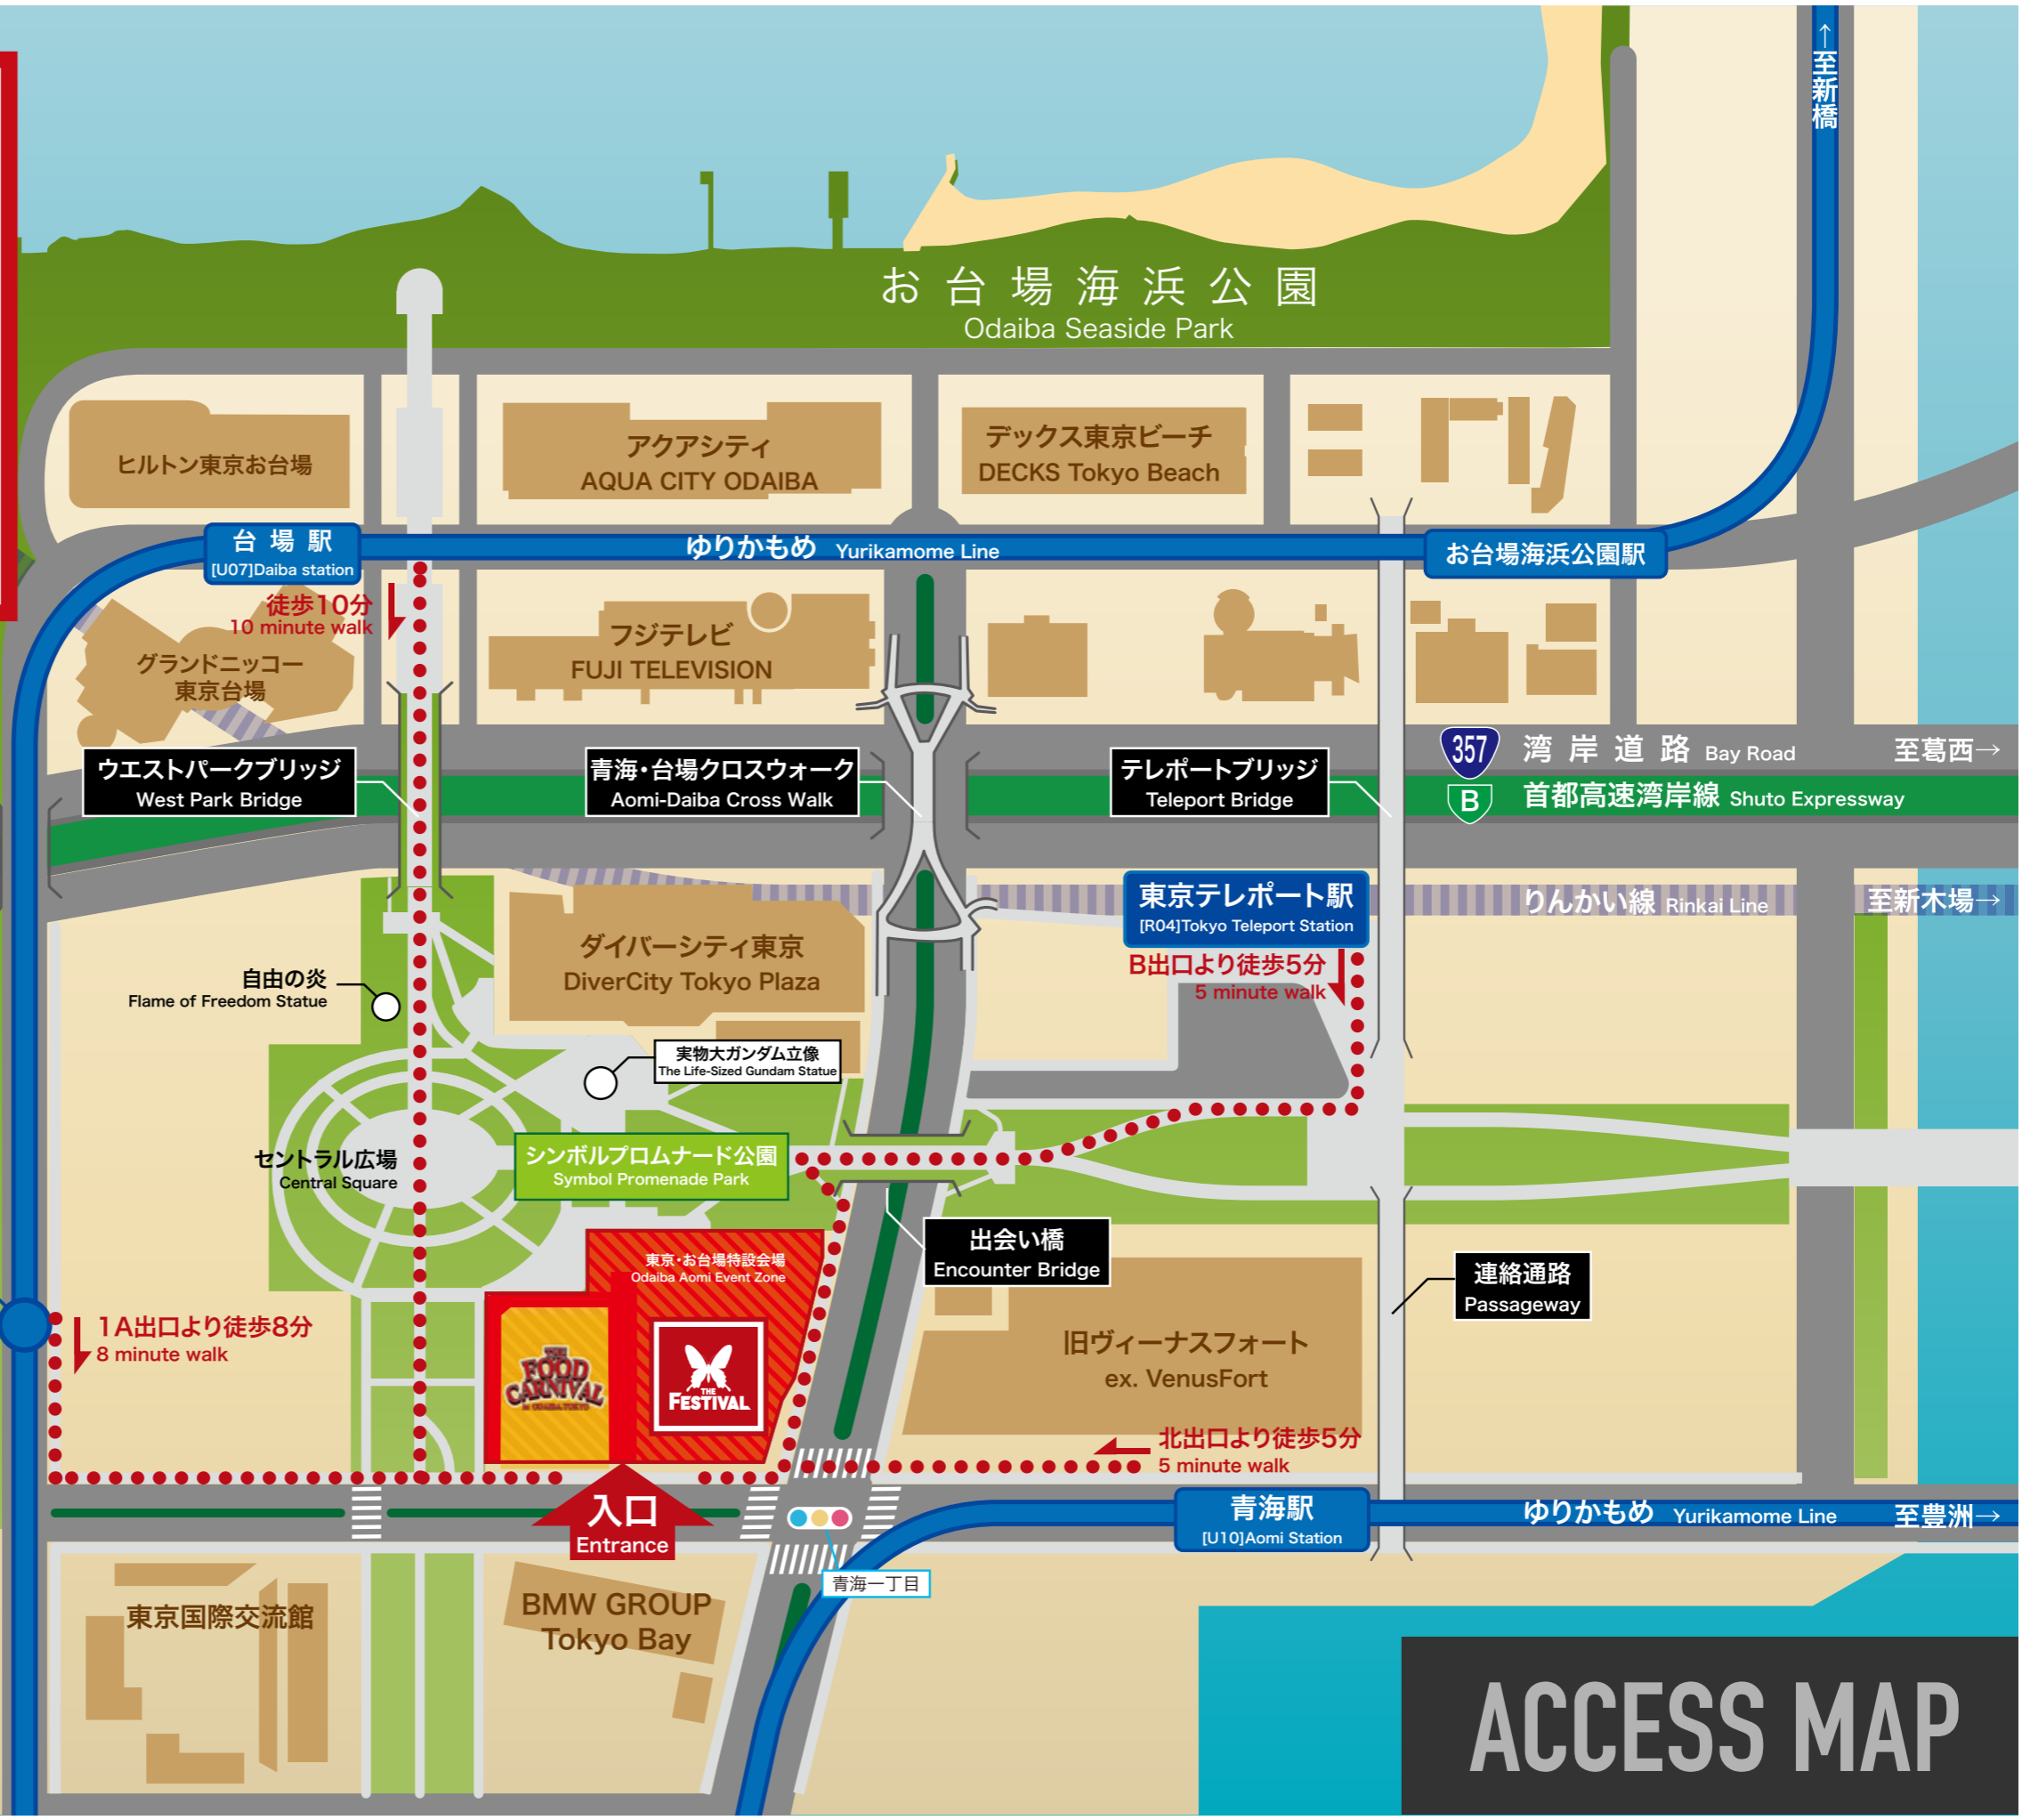 ↑至新橋
お台場海浜公園
Odaiba Seaside Park
ヒルトン東京お台場
アクアシティ
AQUA CITY ODAIBA
デックス東京ビーチ
DECKS Tokyo Beach
台場駅
[U07]Daiba station
ゆりかもめ Yurikamome Line
お台場海浜公園駅
徒歩10分
10 minute walk
グランドニッコー
東京台場
フジテレビ
FUJI TELEVISION
ウエストパークブリッジ
West Park Bridge
青海・台場クロスウォーク
Aomi-Daiba Cross Walk
テレポートブリッジ
Teleport Bridge
357 湾岸道路 Bay Road 至葛西→
B 首都高速湾岸線 Shuto Expressway
東京テレポート駅
[R04]Tokyo Teleport Station
りんかい線 Rinkai Line 至新木場→
ダイバーシティ東京
DiverCity Tokyo Plaza
B出口より徒歩5分
5 minute walk
自由の炎
Flame of Freedom Statue
実物大ガンダム立像
The Life-Sized Gundam Statue
セントラル広場
Central Square
シンボルプロムナード公園
Symbol Promenade Park
出会い橋
Encounter Bridge
東京・お台場特設会場
Odaiba Aomi Event Zone
連絡通路
Passageway
1A出口より徒歩8分
8 minute walk
THE
FOOD
CARNIVAL
in ODAIBA, TOKYO
THE
FESTIVAL
旧ヴィーナスフォート
ex. VenusFort
北出口より徒歩5分
5 minute walk
入口
Entrance
青海駅
[U10]Aomi Station
ゆりかもめ Yurikamome Line 至豊洲→
青海一丁目
東京国際交流館
BMW GROUP
Tokyo Bay
ACCESS MAP